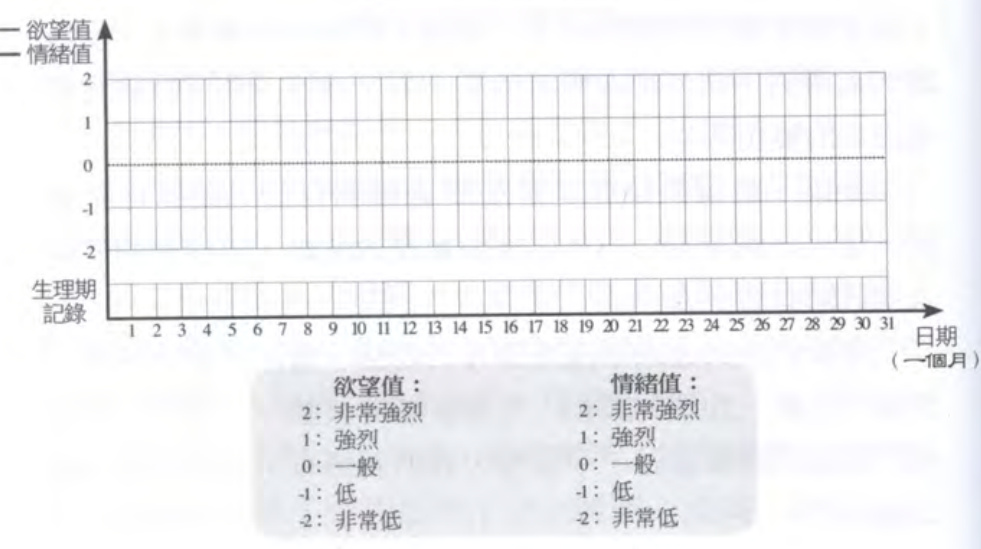 欲望值
情緒值
2
1
0
-1
-2
生理期
記錄
1 2 3 4 5 6 7 8 9 10 11 12 13 14 15 16 17 18 19 20 21 22 23 24 25 26 27 28 29 30 31
日期
（一個月）
欲望值：
2：非常強烈
1：強烈
0：一般
-1：低
-2：非常低
情緒值：
2：非常強烈
1：強烈
0：一般
-1：低
-2：非常低